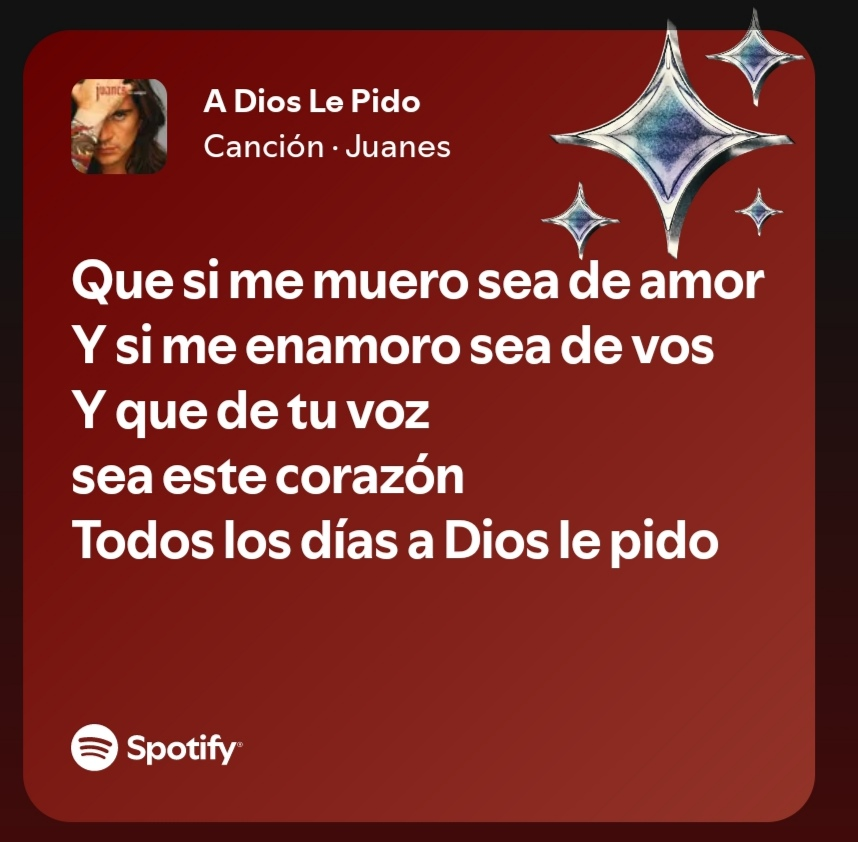 juanes
A Dios Le Pido
Canción · Juanes
Que si me muero sea de amor
Y si me enamoro sea de vos
Y que de tu voz
sea este corazón
Todos los días a Dios le pido
Spotify®